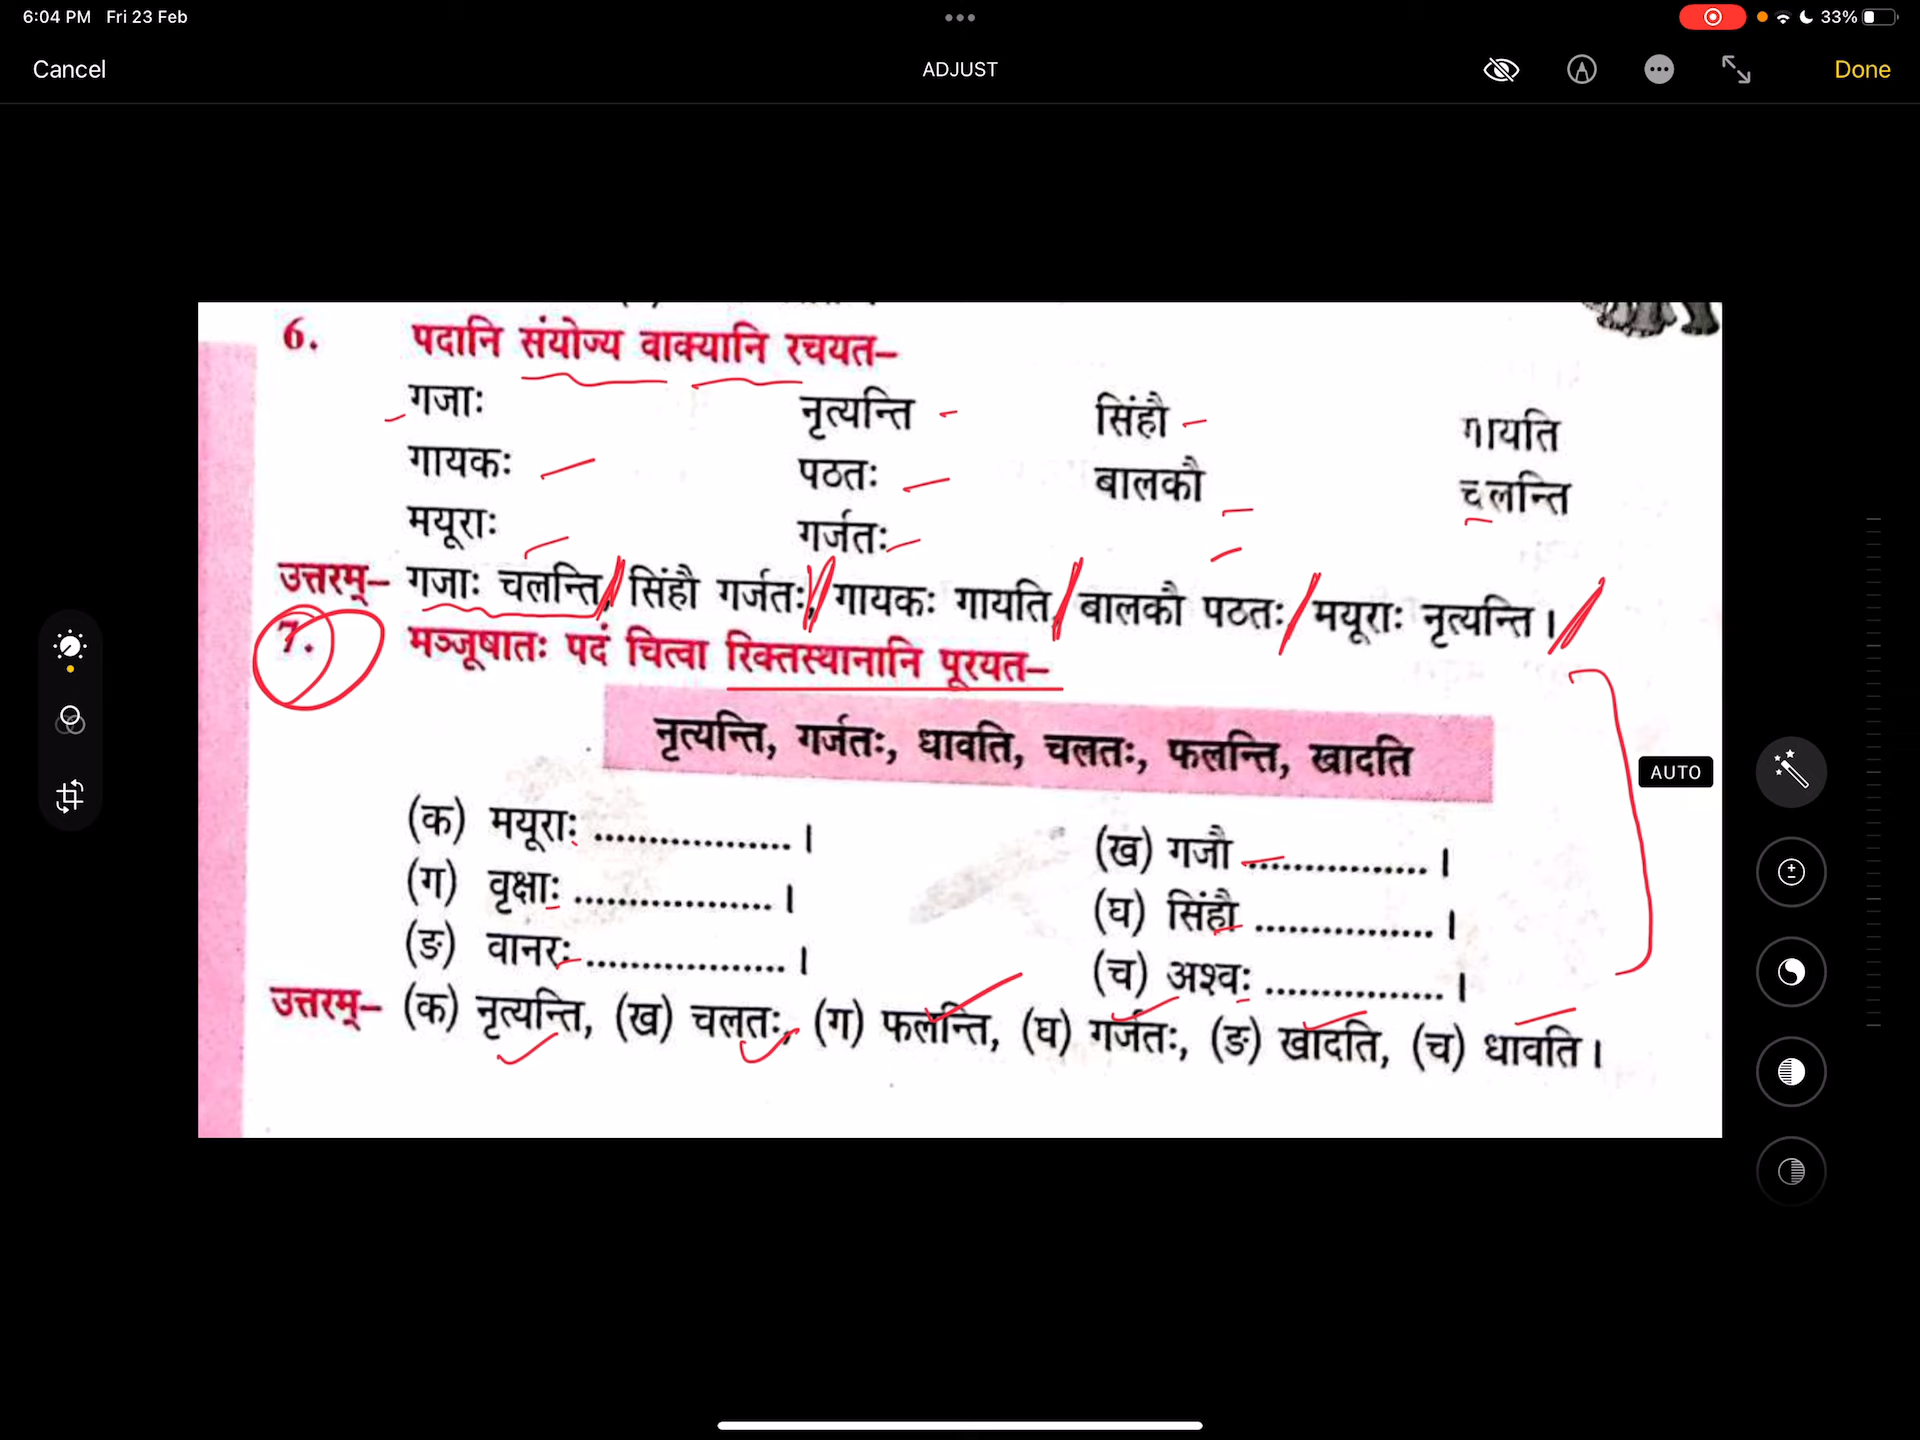 6:04 PM Fri 23 Feb
33%
Cancel
ADJUST
Done
6. पदानि संयोज्य वाक्यानि रचयत–
गजाः नृत्यन्ति सिंहौ गायति
गायकः पठतः बालकौ चलन्ति
मयूराः गर्जतः
उत्तरम्– गजाः चलन्ति, सिंहौ गर्जतः, गायकः गायति, बालकौ पठतः, मयूराः नृत्यन्ति।
7. मञ्जूषातः पदं चित्वा रिक्तस्थानानि पूरयत–
नृत्यन्ति, गर्जतः, धावति, चलतः, फलन्ति, खादति
AUTO
(क) मयूराः ..................। (ख) गजौ ..................।
(ग) वृक्षाः ..................। (घ) सिंहौ ..................।
(ङ) वानरः ..................। (च) अश्वः ..................।
उत्तरम्– (क) नृत्यन्ति, (ख) चलतः, (ग) फलन्ति, (घ) गर्जतः, (ङ) खादति, (च) धावति।